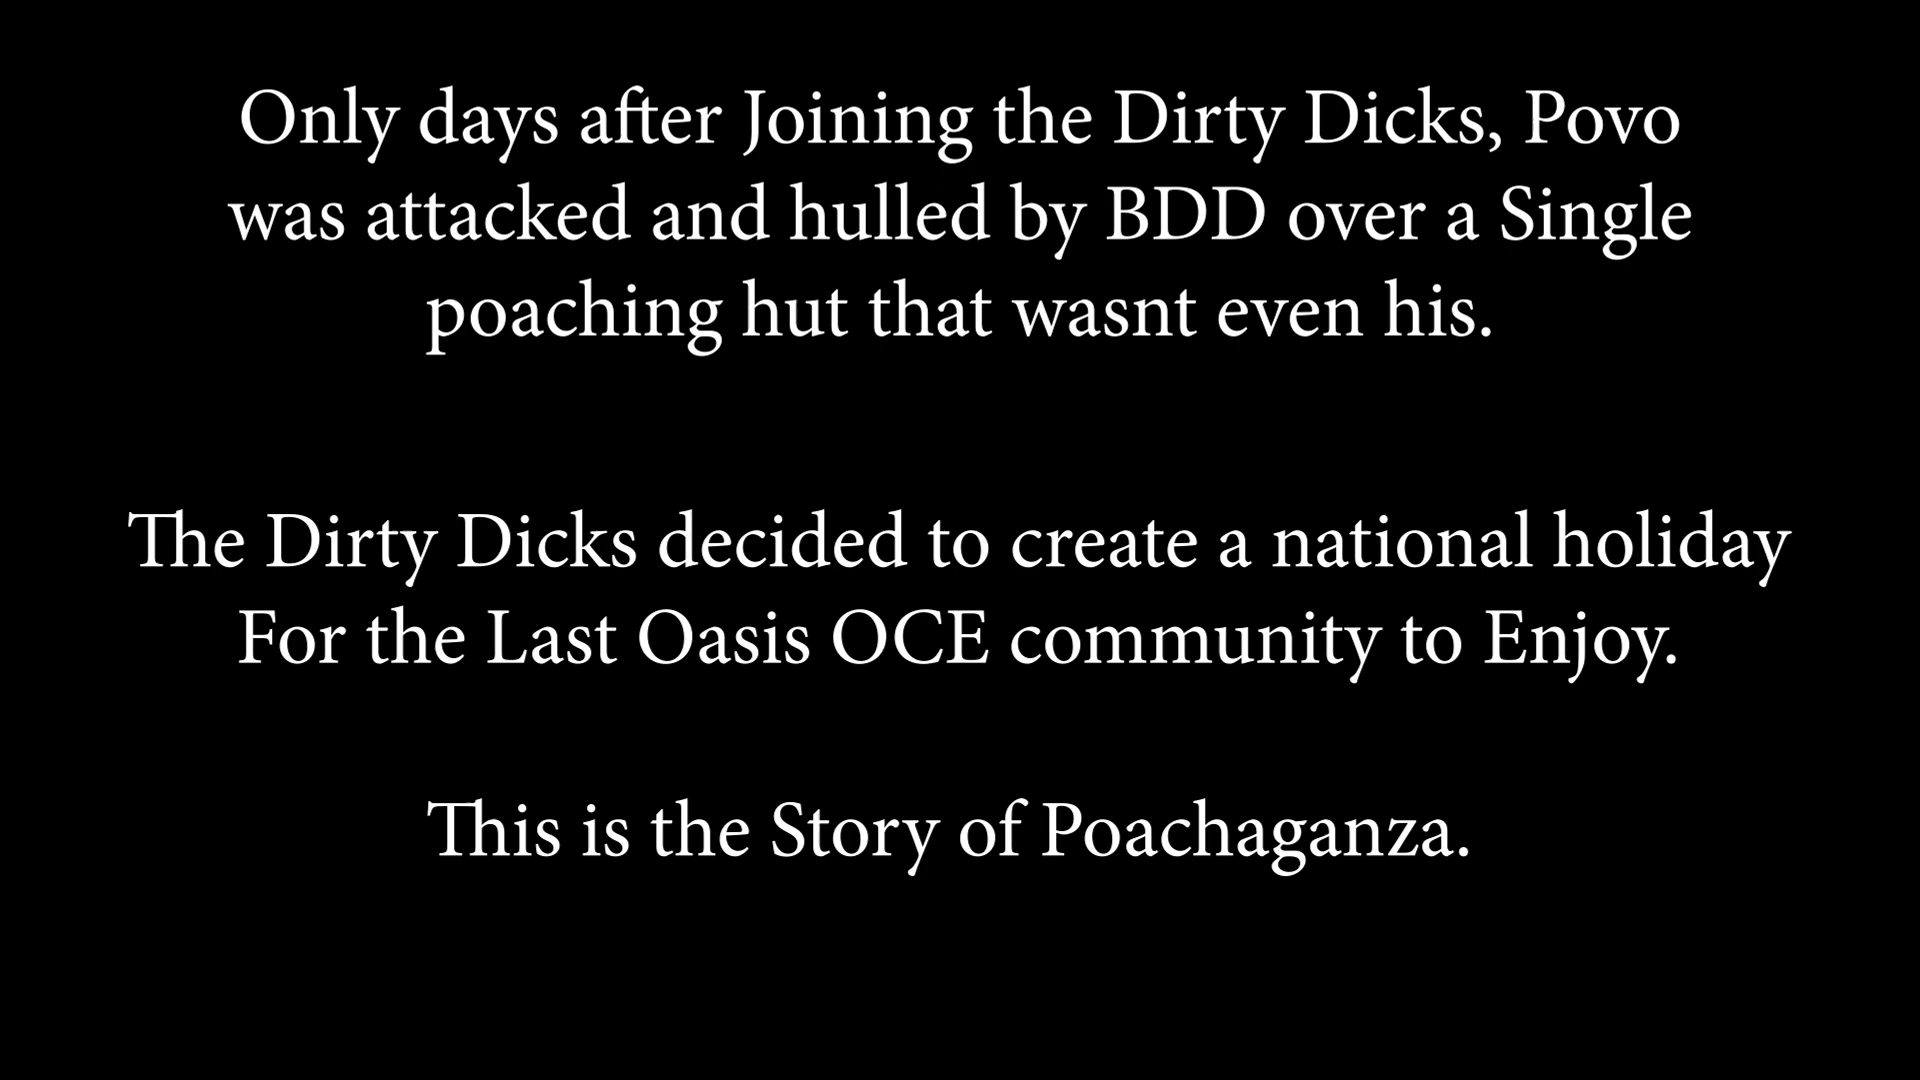 Only days after Joining the Dirty Dicks, Povo
was attacked and hulled by BDD over a Single
poaching hut that wasnt even his.
The Dirty Dicks decided to create a national holiday
For the Last Oasis OCE community to Enjoy.
This is the Story of Poachaganza.